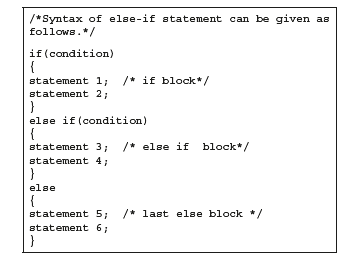 /*Syntax of else-if statement can be given as
follows.*/
if(condition)
{
statement 1; /* if block*/
statement 2;
}
else if(condition)
{
statement 3; /* else if block*/
statement 4;
}
else
{
statement 5; /* last else block */
statement 6;
}